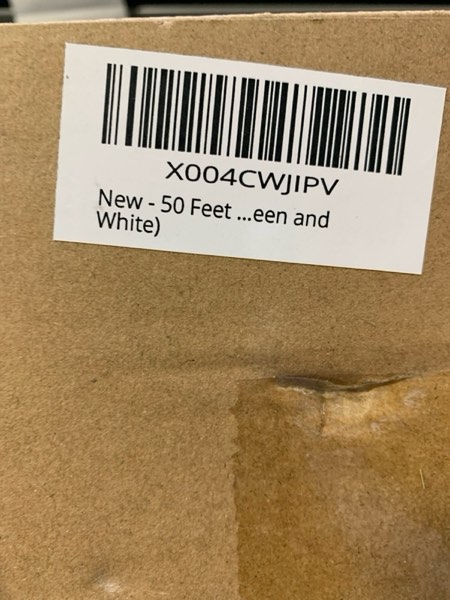 X004CWJIPV
New - 50 Feet ...een and
White)